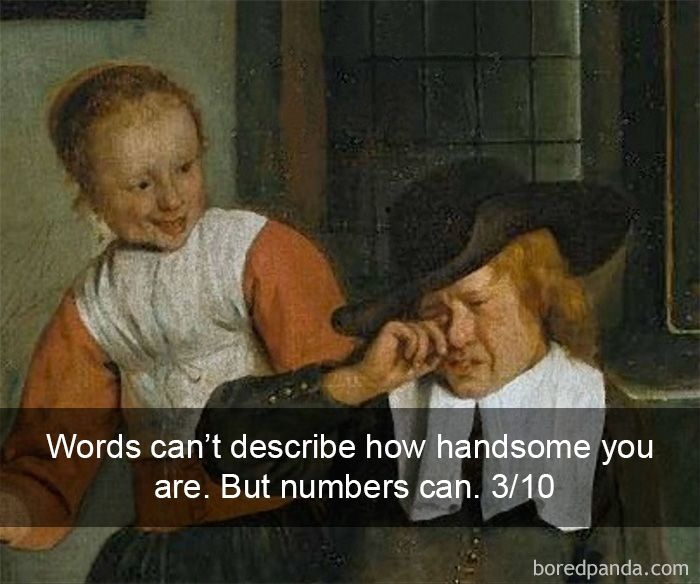 Words can’t describe how handsome you
are. But numbers can. 3/10
boredpanda.com